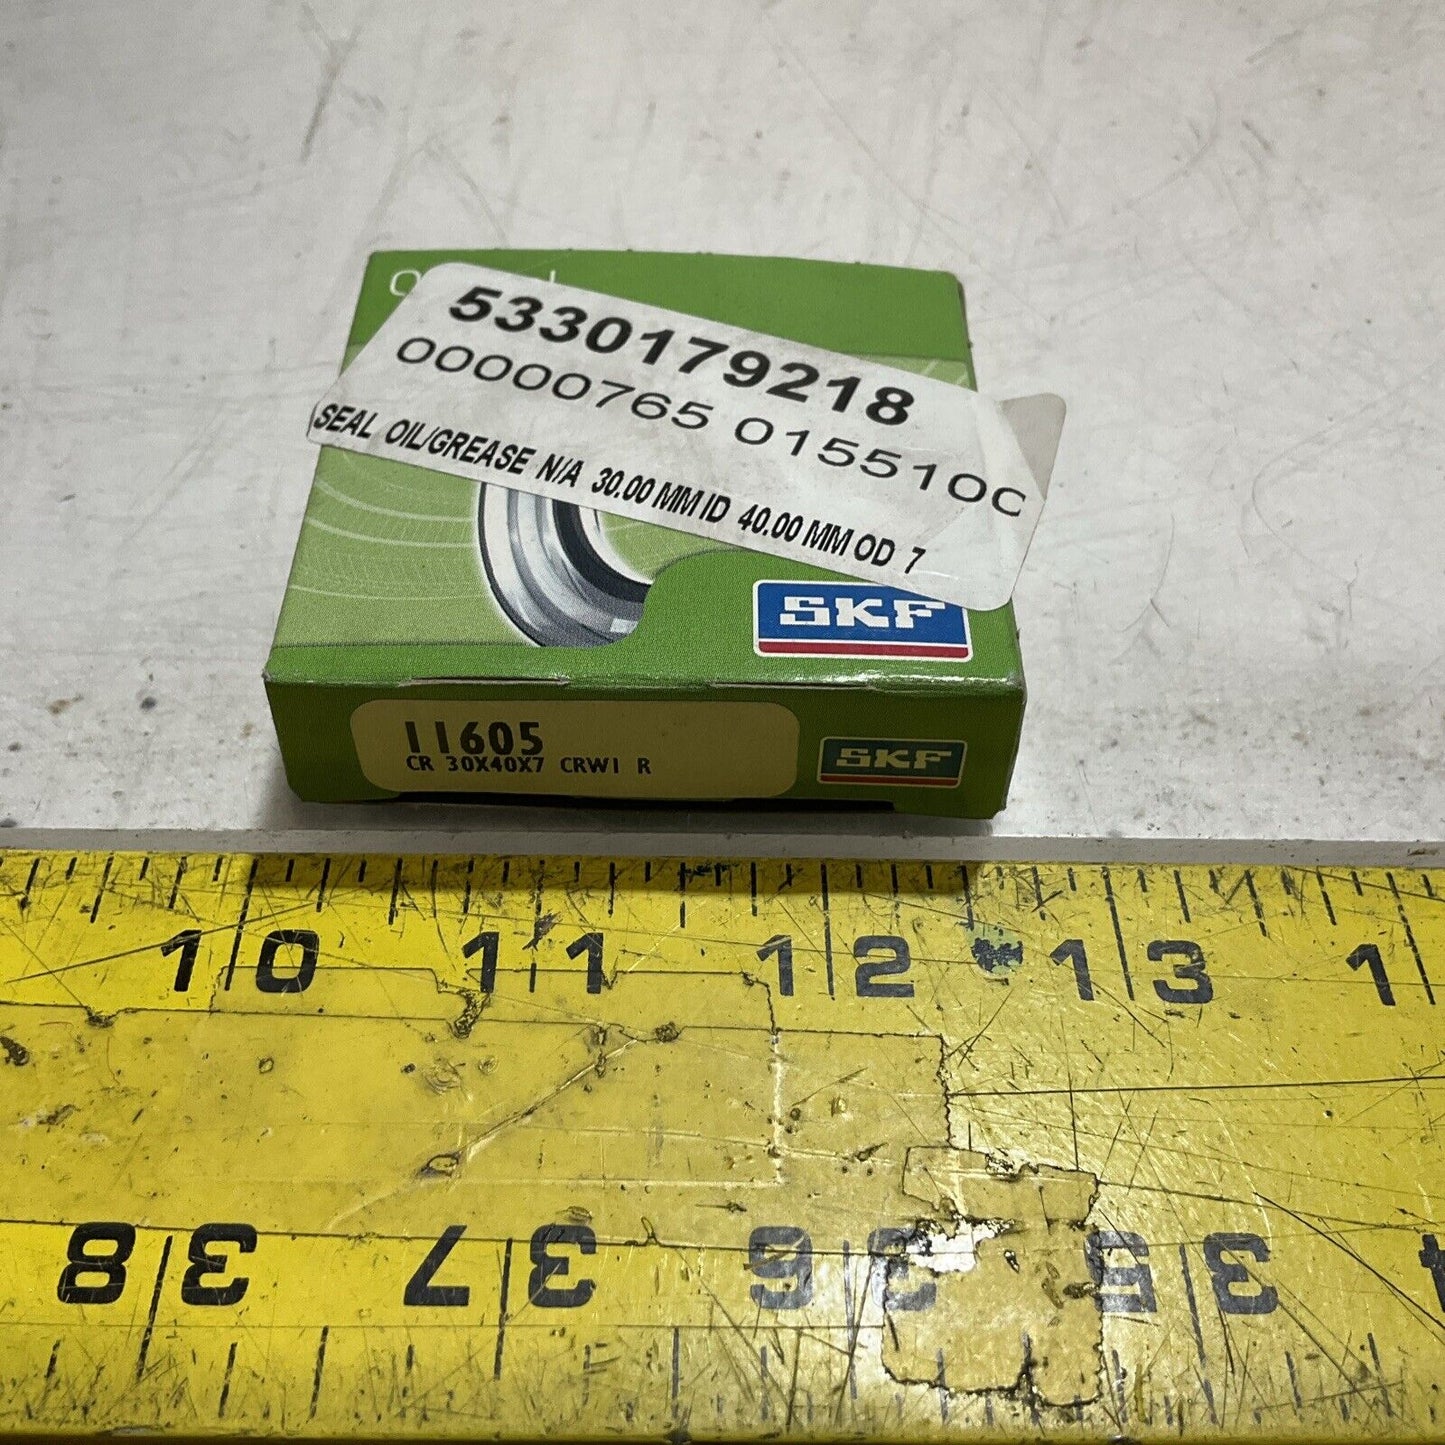 5330179218
00000765 015510C
SEAL OIL/GREASE N/A 30.00 MM ID 40.00 MM OD 7
SKF
11605
CR 30X40X7 CRW1 R
SKF
10 11 12 13 1
38 37 36 35